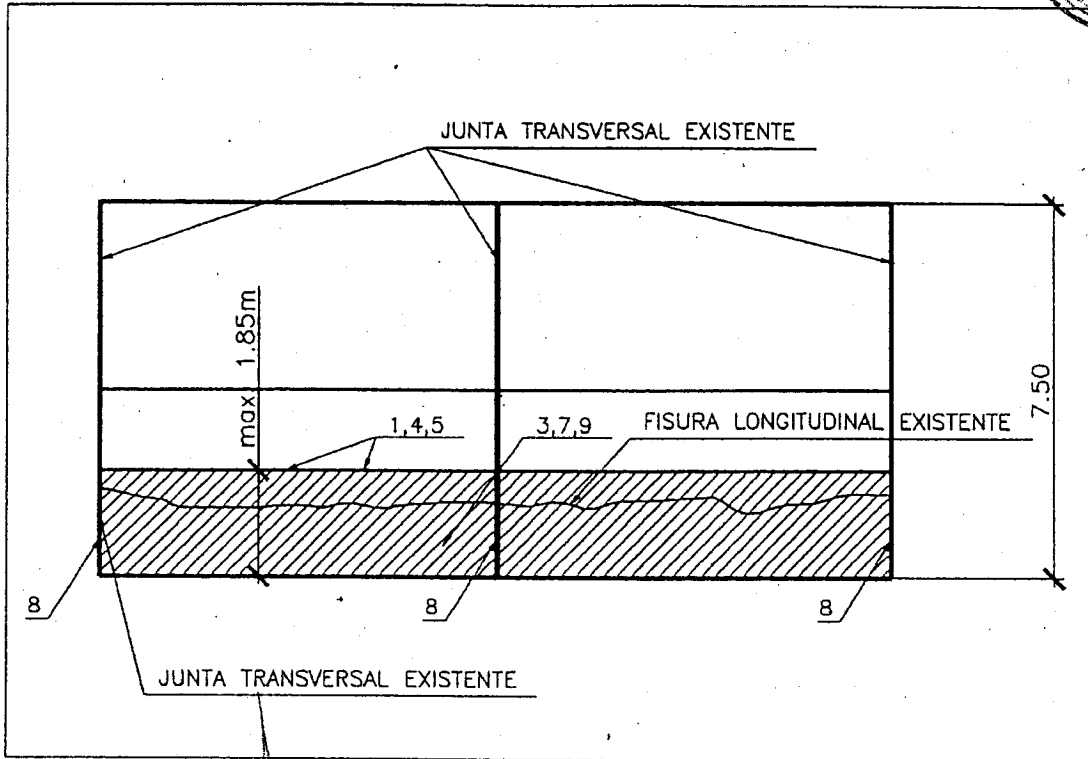 JUNTA TRANSVERSAL EXISTENTE
max. 1.85m
7.50
1,4,5
3,7,9
FISURA LONGITUDINAL EXISTENTE
8
8
8
JUNTA TRANSVERSAL EXISTENTE